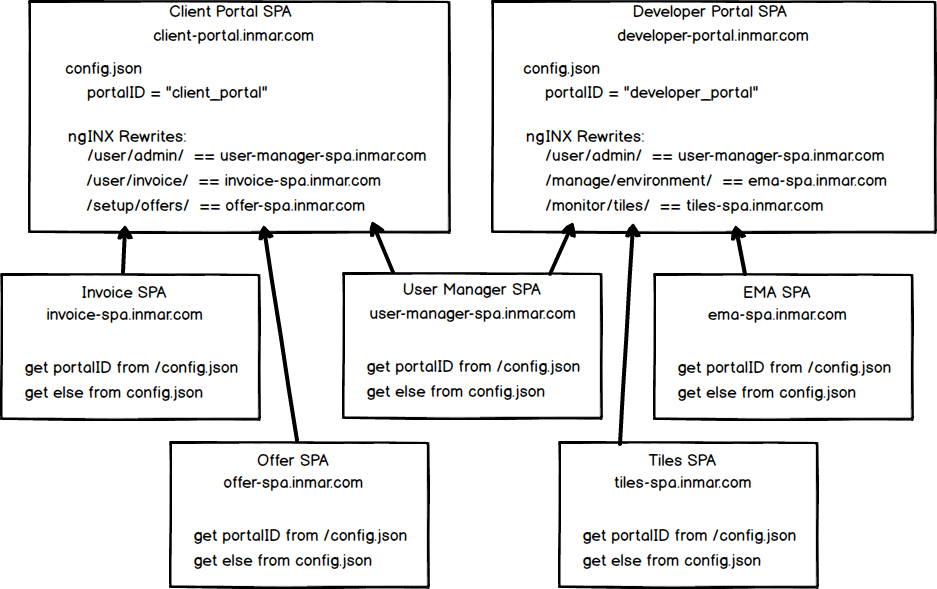 Client Portal SPA
client-portal.inmar.com
config.json
portalID = "client_portal"
ngINX Rewrites:
/user/admin/ == user-manager-spa.inmar.com
/user/invoice/ == invoice-spa.inmar.com
/setup/offers/ == offer-spa.inmar.com
Developer Portal SPA
developer-portal.inmar.com
config.json
portalID = "developer_portal"
ngINX Rewrites:
/user/admin/ == user-manager-spa.inmar.com
/manage/environment/ == ema-spa.inmar.com
/monitor/tiles/ == tiles-spa.inmar.com
Invoice SPA
invoice-spa.inmar.com
get portalID from /config.json
get else from config.json
User Manager SPA
user-manager-spa.inmar.com
get portalID from /config.json
get else from config.json
EMA SPA
ema-spa.inmar.com
get portalID from /config.json
get else from config.json
Offer SPA
offer-spa.inmar.com
get portalID from /config.json
get else from config.json
Tiles SPA
tiles-spa.inmar.com
get portalID from /config.json
get else from config.json